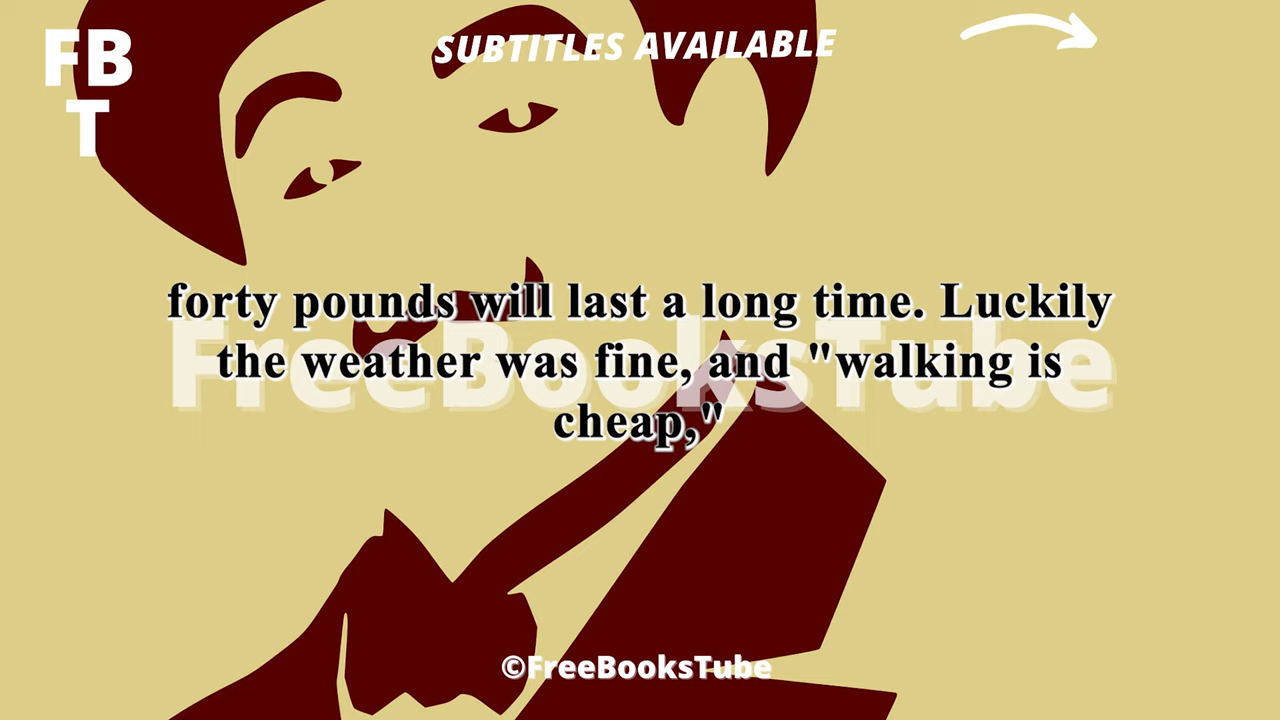 FB
T
SUBTITLES AVAILABLE
forty pounds will last a long time. Luckily
the weather was fine, and "walking is
cheap,"
FreeBooksTube
©FreeBooksTube